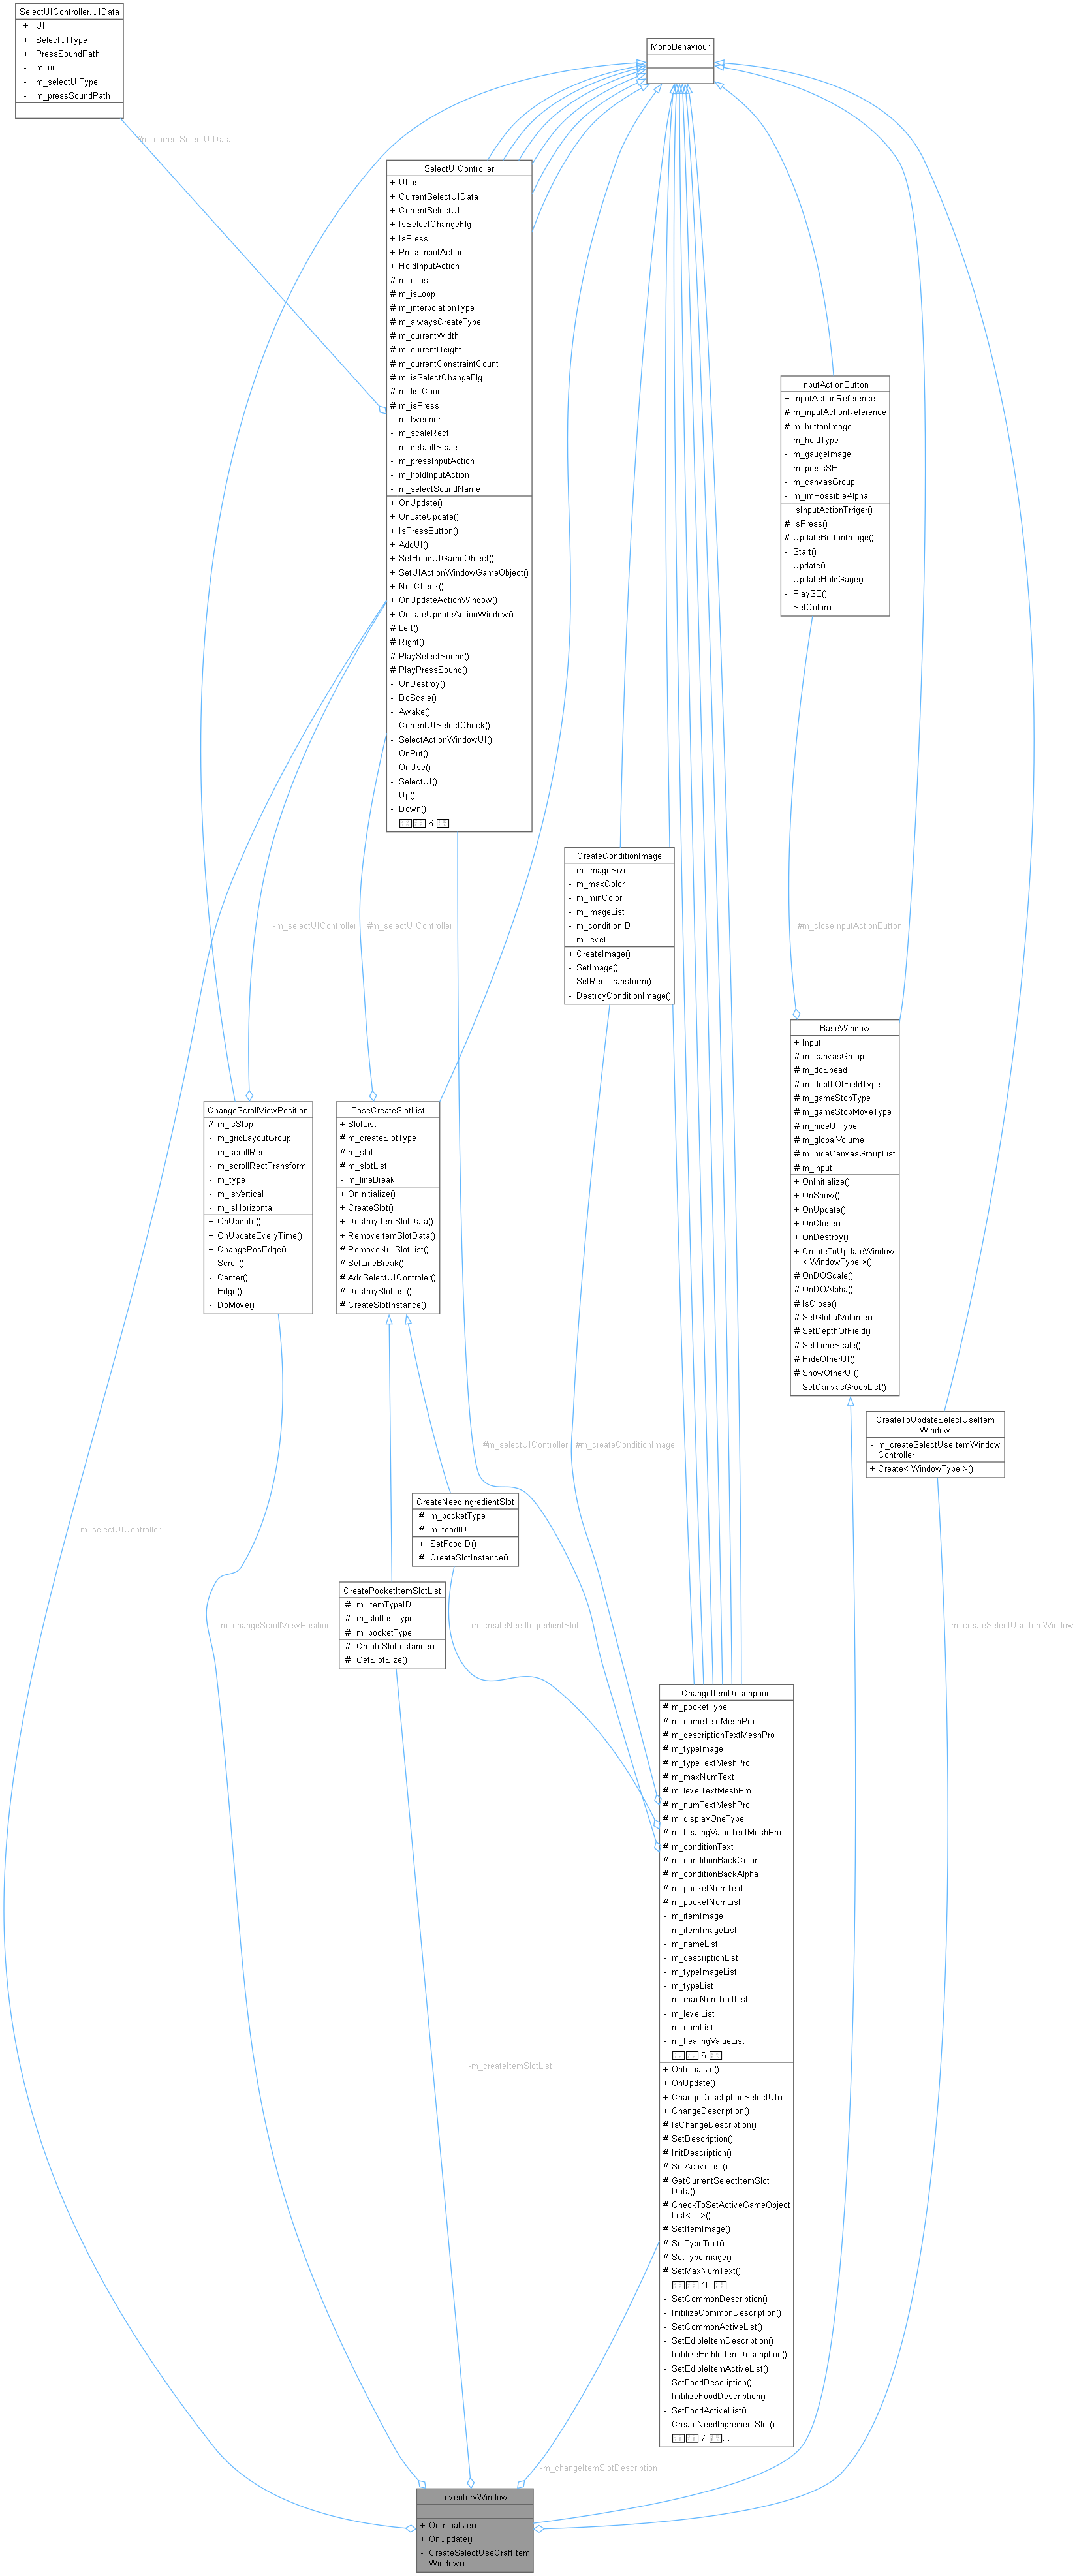 SelectUIController.UIData
+ UI
+ SelectUIType
+ PressSoundPath
- m_ui
- m_selectUIType
- m_pressSoundPath
MonoBehaviour
#m_currentSelectUIData
SelectUIController
+ UIList
+ CurrentSelectUIData
+ CurrentSelectUI
+ IsSelectChangeFlg
+ IsPress
+ PressInputAction
+ HoldInputAction
# m_uiList
# m_isLoop
# m_interpolationType
# m_alwaysCreateType
# m_currentWidth
# m_currentHeight
# m_currentConstraintCount
# m_isSelectChangeFlg
# m_listCount
# m_isPress
- m_tweener
- m_scaleRect
- m_defaultScale
- m_pressInputAction
- m_holdInputAction
- m_selectSoundName
+ OnUpdate()
+ OnLateUpdate()
+ IsPressButton()
+ AddUI()
+ SetHeadUIGameObject()
+ SetUIActionWindowGameObject()
+ NullCheck()
+ OnUpdateActionWindow()
+ OnLateUpdateActionWindow()
# Left()
# Right()
# PlaySelectSound()
# PlayPressSound()
- OnDestroy()
- DoScale()
- Awake()
- CurrentUISelectCheck()
- SelectActionWindowUI()
- OnPut()
- OnUse()
- SelectUI()
- Up()
- Down()
6 ...
InputActionButton
+ InputActionReference
# m_inputActionReference
# m_buttonImage
- m_holdType
- m_gaugeImage
- m_pressSE
- m_canvasGroup
- m_imPossibleAlpha
+ IsInputActionTrriger()
# IsPress()
# UpdateButtonImage()
- Start()
- Update()
- UpdateHoldGage()
- PlaySE()
- SetColor()
CreateConditionImage
- m_imageSize
- m_maxColor
- m_minColor
- m_imageList
- m_conditionID
- m_level
+ CreateImage()
- SetImage()
- SetRectTransform()
- DestroyConditionImage()
-m_selectUIController
#m_selectUIController
#m_closeInputActionButton
BaseWindow
+ Input
# m_canvasGroup
# m_doSpead
# m_depthOfFieldType
# m_gameStopType
# m_gameStopMoveType
# m_hideUIType
# m_globalVolume
# m_hideCanvasGroupList
# m_input
+ OnInitialize()
+ OnShow()
+ OnUpdate()
+ OnClose()
+ OnDestroy()
+ CreateToUpdateWindow
< WindowType >()
# OnDOScale()
# OnDOAlpha()
# IsClose()
# SetGlobalVolume()
# SetDepthOfField()
# SetTimeScale()
# HideOtherUI()
# ShowOtherUI()
- SetCanvasGroupList()
ChangeScrollViewPosition
# m_isStop
- m_gridLayoutGroup
- m_scrollRect
- m_scrollRectTransform
- m_type
- m_isVertical
- m_isHorizontal
+ OnUpdate()
+ OnUpdateEveryTime()
+ ChangePosEdge()
- Scroll()
- Center()
- Edge()
- DoMove()
BaseCreateSlotList
+ SlotList
# m_createSlotType
# m_slot
# m_slotList
- m_lineBreak
+ OnInitialize()
+ CreateSlot()
+ DestroyItemSlotData()
+ RemoveItemSlotData()
# RemoveNullSlotList()
# SetLineBreak()
# AddSelectUIControler()
# DestroySlotList()
# CreateSlotInstance()
CreateToUpdateSelectUseItem
Window
- m_createSelectUseItemWindow
Controller
+ Create< WindowType >()
#m_selectUIController
#m_createConditionImage
CreateNeedIngredientSlot
# m_pocketType
# m_foodID
+ SetFoodID()
# CreateSlotInstance()
-m_selectUIController
CreatePocketItemSlotList
# m_itemTypeID
# m_slotListType
# m_pocketType
# CreateSlotInstance()
# GetSlotSize()
-m_changeScrollViewPosition
-m_createNeedIngredientSlot
-m_createSelectUseItemWindow
ChangeItemDescription
# m_pocketType
# m_nameTextMeshPro
# m_descriptionTextMeshPro
# m_typeImage
# m_typeTextMeshPro
# m_maxNumText
# m_levelTextMeshPro
# m_numTextMeshPro
# m_displayOneType
# m_healingValueTextMeshPro
# m_conditionText
# m_conditionBackColor
# m_conditionBackAlpha
# m_pocketNumText
# m_pocketNumList
- m_itemImage
- m_itemImageList
- m_nameList
- m_descriptionList
- m_typeImageList
- m_typeList
- m_maxNumTextList
- m_levelList
- m_numList
- m_healingValueList
6 ...
+ OnInitialize()
+ OnUpdate()
+ ChangeDesctiptionSelectUI()
+ ChangeDescription()
# IsChangeDescription()
# SetDescription()
# InitDescription()
# SetActiveList()
# GetCurrentSelectItemSlot
Data()
# CheckToSetActiveGameObject
List< T >()
# SetItemImage()
# SetTypeText()
# SetTypeImage()
# SetMaxNumText()
10 ...
- SetCommonDescription()
- InitilizeCommonDescription()
- SetCommonActiveList()
- SetEdibleItemDescription()
- InitilizeEdibleItemDescription()
- SetEdibleItemActiveList()
- SetFoodDescription()
- InitilizeFoodDescription()
- SetFoodActiveList()
- CreateNeedIngredientSlot()
7 ...
-m_createItemSlotList
-m_changeItemSlotDescription
InventoryWindow
+ OnInitialize()
+ OnUpdate()
- CreateSelectUseCraftItem
Window()